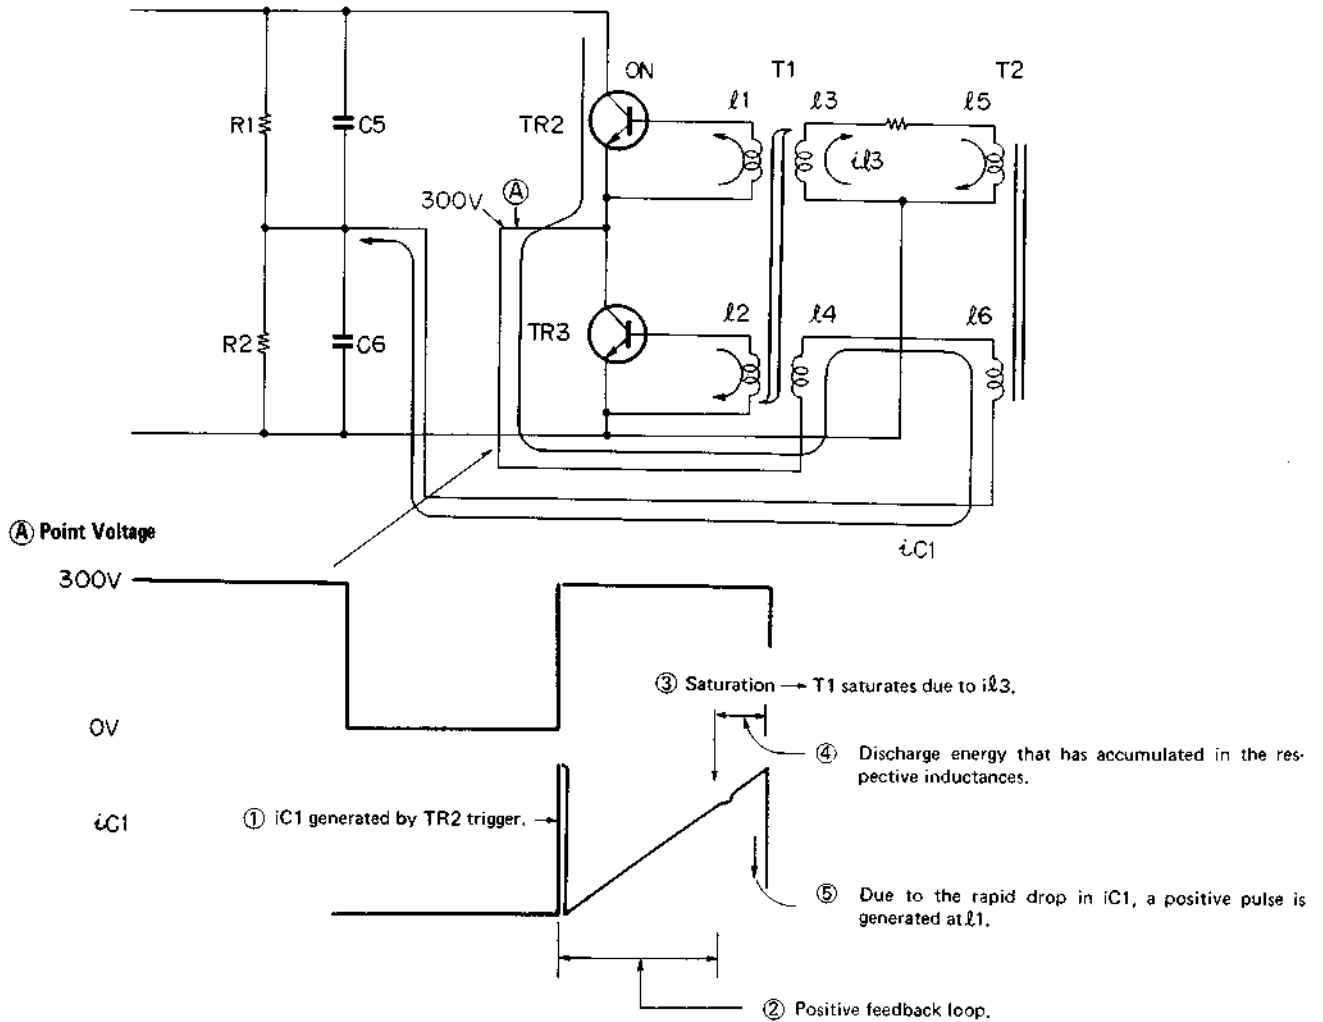 ON
T1
T2
ℓ1
ℓ3
ℓ5
R1
C5
TR2
iℓ3
Ⓐ
300V
ℓ2
ℓ4
ℓ6
TR3
R2
C6
Ⓐ Point Voltage
iC1
300V
③ Saturation → T1 saturates due to iℓ3.
0V
④ Discharge energy that has accumulated in the res-
pective inductances.
iC1
① iC1 generated by TR2 trigger. →
⑤ Due to the rapid drop in iC1, a positive pulse is
generated at ℓ1.
② Positive feedback loop.